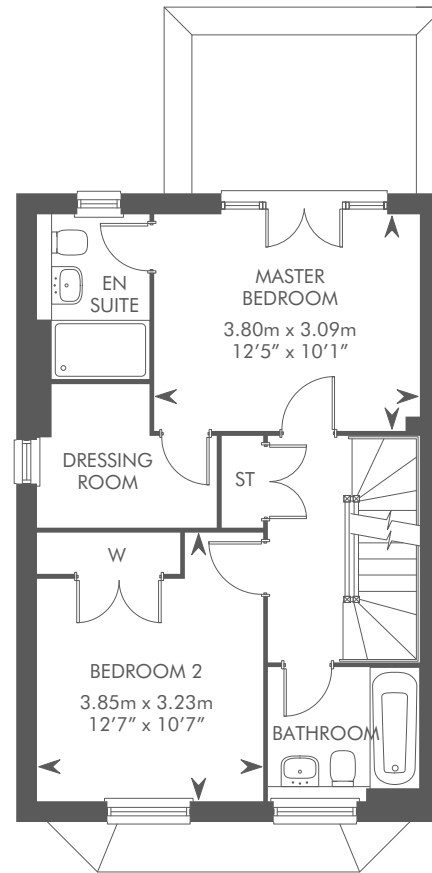 EN
SUITE
MASTER
BEDROOM
3.80m x 3.09m
12’5” x 10’1”
DRESSING
ROOM
ST
W
BEDROOM 2
3.85m x 3.23m
12’7” x 10’7”
BATHROOM